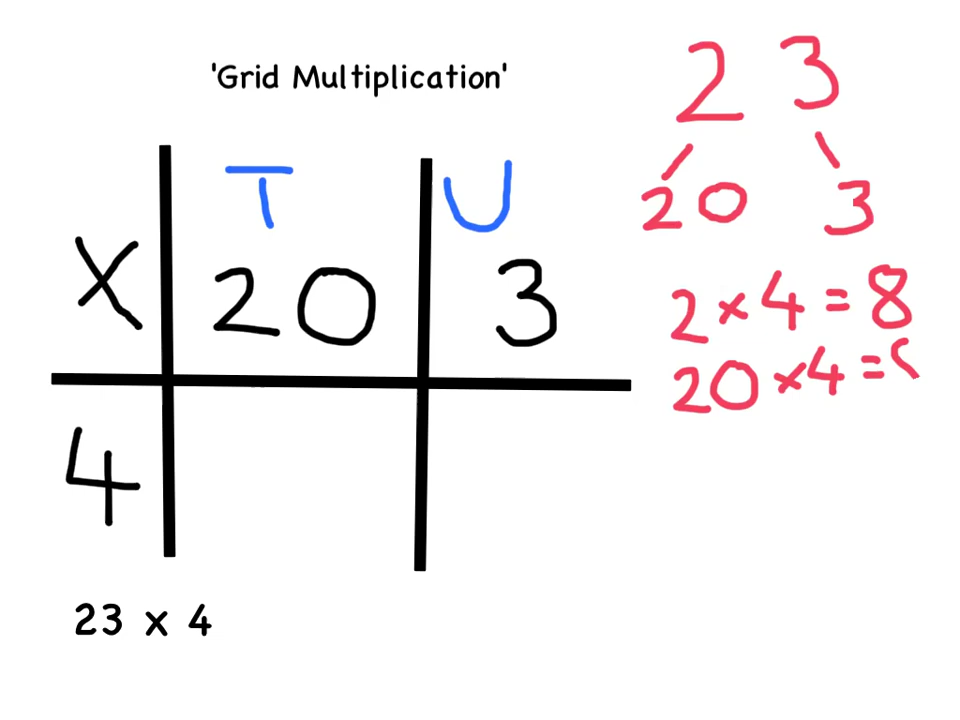 'Grid Multiplication'
T U
X 20 3
4
23 x 4
2 3
20 3
2 x 4 = 8
20 x 4 =